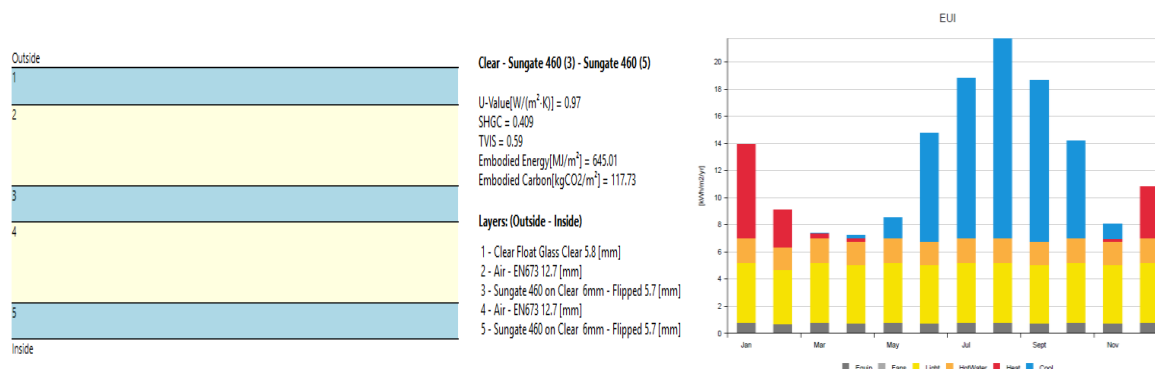 Outside
1
2
3
4
5
Inside
Clear - Sungate 460 (3) - Sungate 460 (5)
U-Value[W/(m²·K)] = 0.97
SHGC = 0.409
TVIS = 0.59
Embodied Energy[MJ/m²] = 645.01
Embodied Carbon[kgCO2/m²] = 117.73
Layers: (Outside - Inside)
1 - Clear Float Glass Clear 5.8 [mm]
2 - Air - EN673 12.7 [mm]
3 - Sungate 460 on Clear 6mm - Flipped 5.7 [mm]
4 - Air - EN673 12.7 [mm]
5 - Sungate 460 on Clear 6mm - Flipped 5.7 [mm]
EUI
[kWh/m2/yr]
20
18
16
14
12
10
8
6
4
2
0
Jan Mar May Jul Sept Nov
Equip Fans Light HotWater Heat Cool